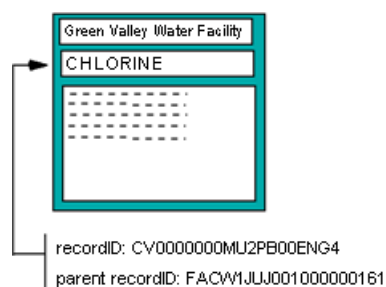 Green Valley Water Facility
CHLORINE
recordID: CV0000000MU2PB00ENG4
parent recordID: FACW1JUJ001000000161